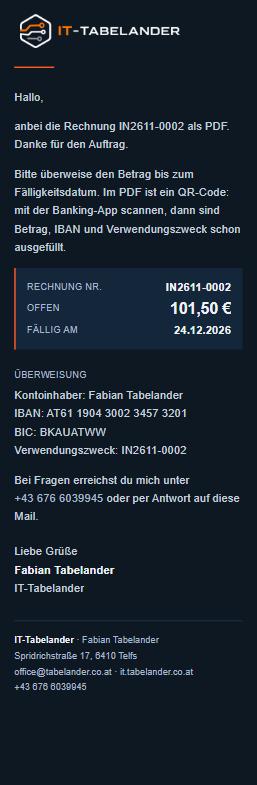 IT-TABELANDER
Hallo,
anbei die Rechnung IN2611-0002 als PDF.
Danke für den Auftrag.
Bitte überweise den Betrag bis zum
Fälligkeitsdatum. Im PDF ist ein QR-Code:
mit der Banking-App scannen, dann sind
Betrag, IBAN und Verwendungszweck schon
ausgefüllt.
RECHNUNG NR. IN2611-0002
OFFEN 101,50 €
FÄLLIG AM 24.12.2026
ÜBERWEISUNG
Kontoinhaber: Fabian Tabelander
IBAN: AT61 1904 3002 3457 3201
BIC: BKAUATWW
Verwendungszweck: IN2611-0002
Bei Fragen erreichst du mich unter
+43 676 6039945 oder per Antwort auf diese
Mail.
Liebe Grüße
Fabian Tabelander
IT-Tabelander
IT-Tabelander · Fabian Tabelander
Spridrichstraße 17, 6410 Telfs
office@tabelander.co.at · it.tabelander.co.at
+43 676 6039945